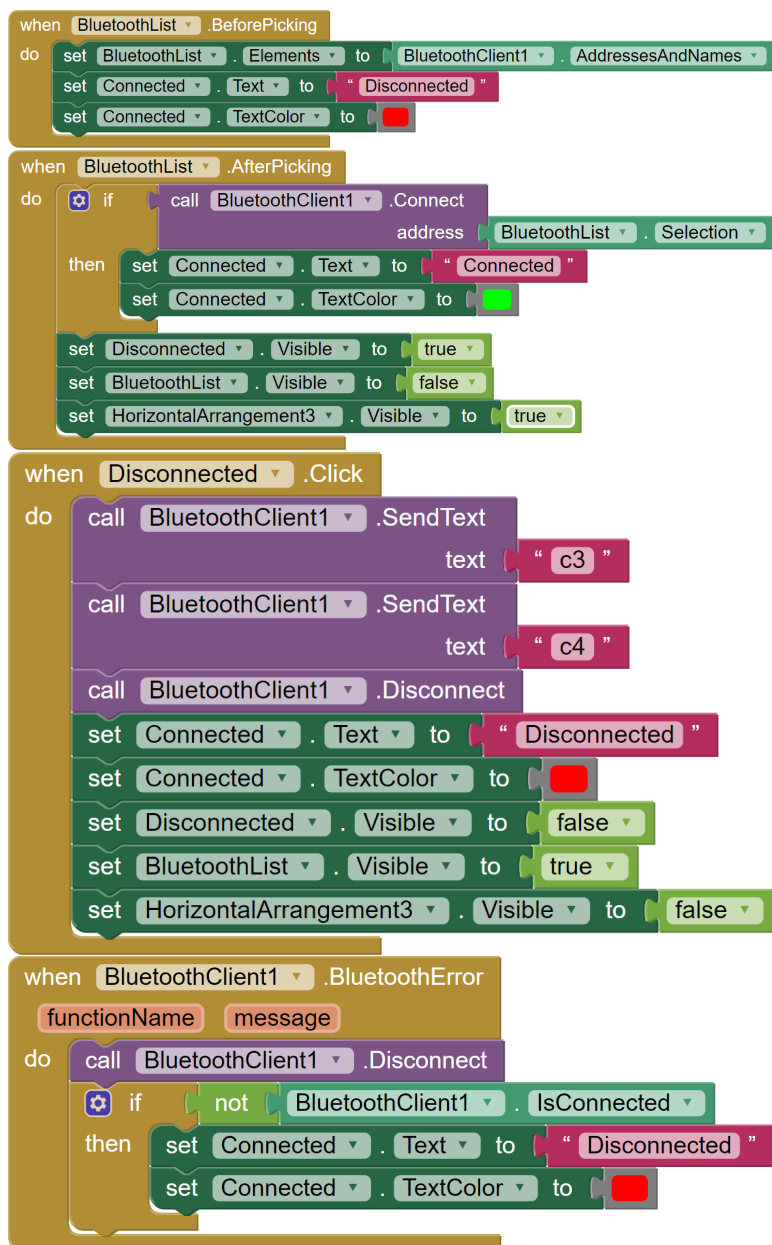 when BluetoothList .BeforePicking
do set BluetoothList . Elements to BluetoothClient1 . AddressesAndNames
set Connected . Text to “ Disconnected ”
set Connected . TextColor to
when BluetoothList .AfterPicking
do if call BluetoothClient1 .Connect
address BluetoothList . Selection
then set Connected . Text to “ Connected ”
set Connected . TextColor to
set Disconnected . Visible to true
set BluetoothList . Visible to false
set HorizontalArrangement3 . Visible to true
when Disconnected .Click
do call BluetoothClient1 .SendText
text “ c3 ”
call BluetoothClient1 .SendText
text “ c4 ”
call BluetoothClient1 .Disconnect
set Connected . Text to “ Disconnected ”
set Connected . TextColor to
set Disconnected . Visible to false
set BluetoothList . Visible to true
set HorizontalArrangement3 . Visible to false
when BluetoothClient1 .BluetoothError
functionName message
do call BluetoothClient1 .Disconnect
if not BluetoothClient1 . IsConnected
then set Connected . Text to “ Disconnected ”
set Connected . TextColor to